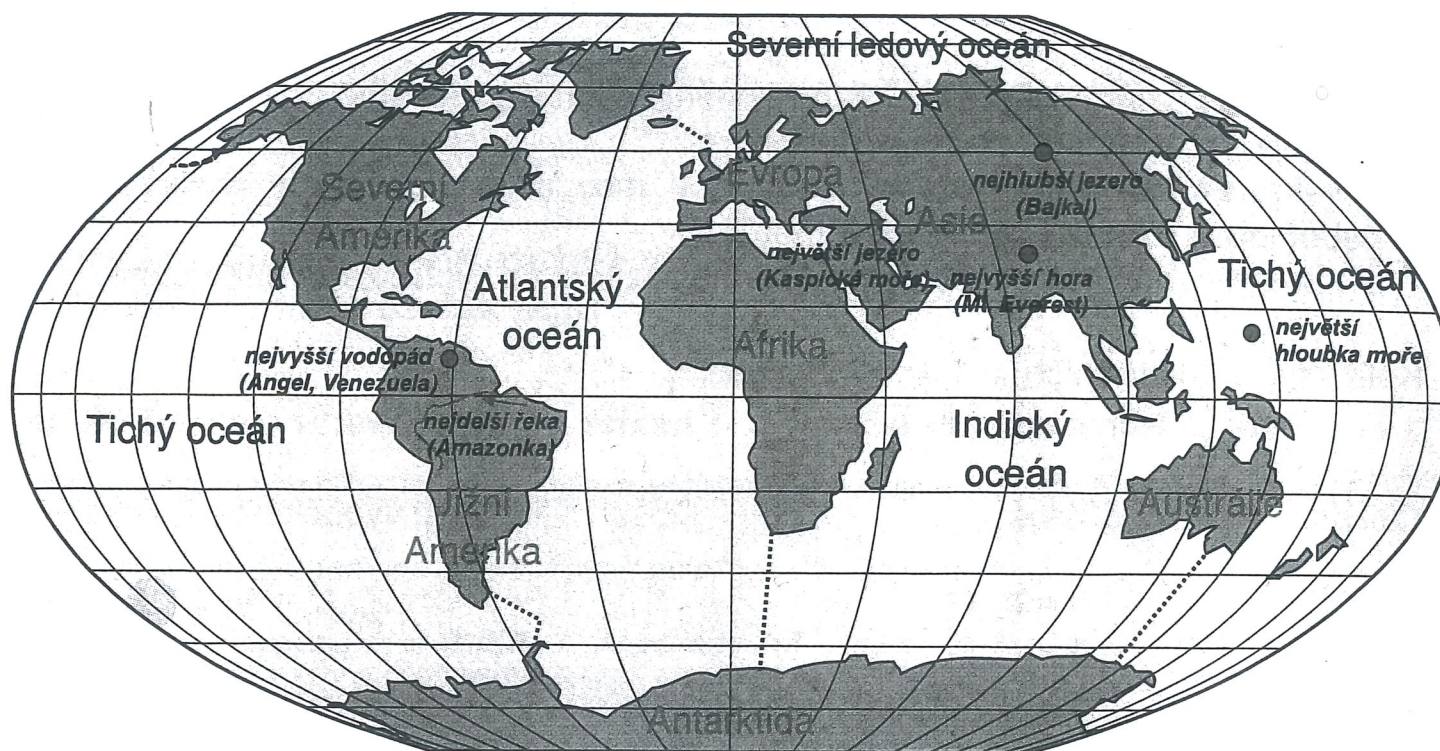 Severní ledový oceán
Severní
Amerika
Evropa
nejhlubší jezero
(Bajkal)
Asie
největší jezero
(Kaspické moře)
nejvyšší hora
(Mt. Everest)
Atlantský
oceán
Tichý oceán
Afrika
největší
hloubka moře
nejvyšší vodopád
(Angel, Venezuela)
Tichý oceán
nejdelší řeka
(Amazonka)
Indický
oceán
Jižní
Amerika
Austrálie
Antarktida